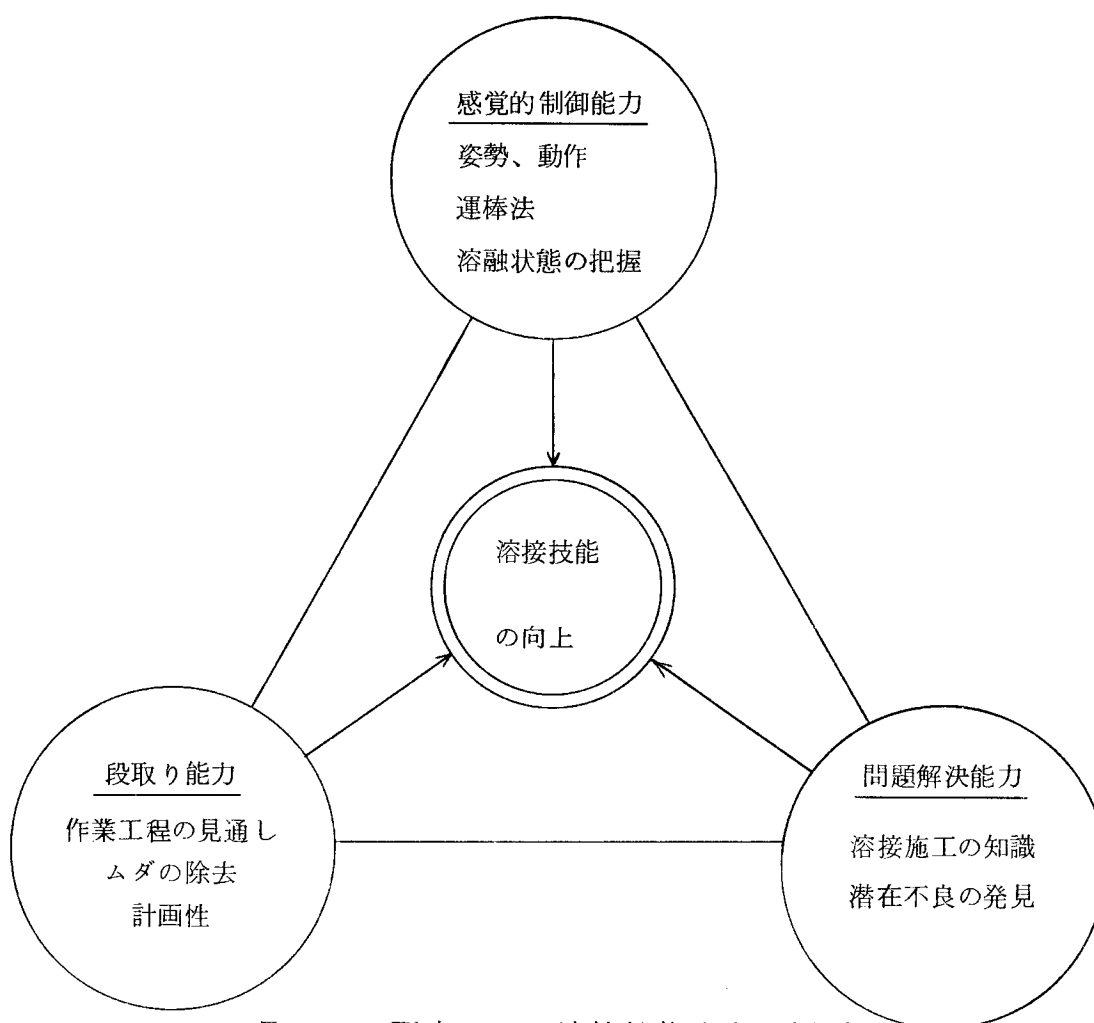 感覚的制御能力
姿勢、動作
運棒法
溶融状態の把握
溶接技能
の向上
段取り能力
作業工程の見通し
ムダの除去
計画性
問題解決能力
溶接施工の知識
潜在不良の発見